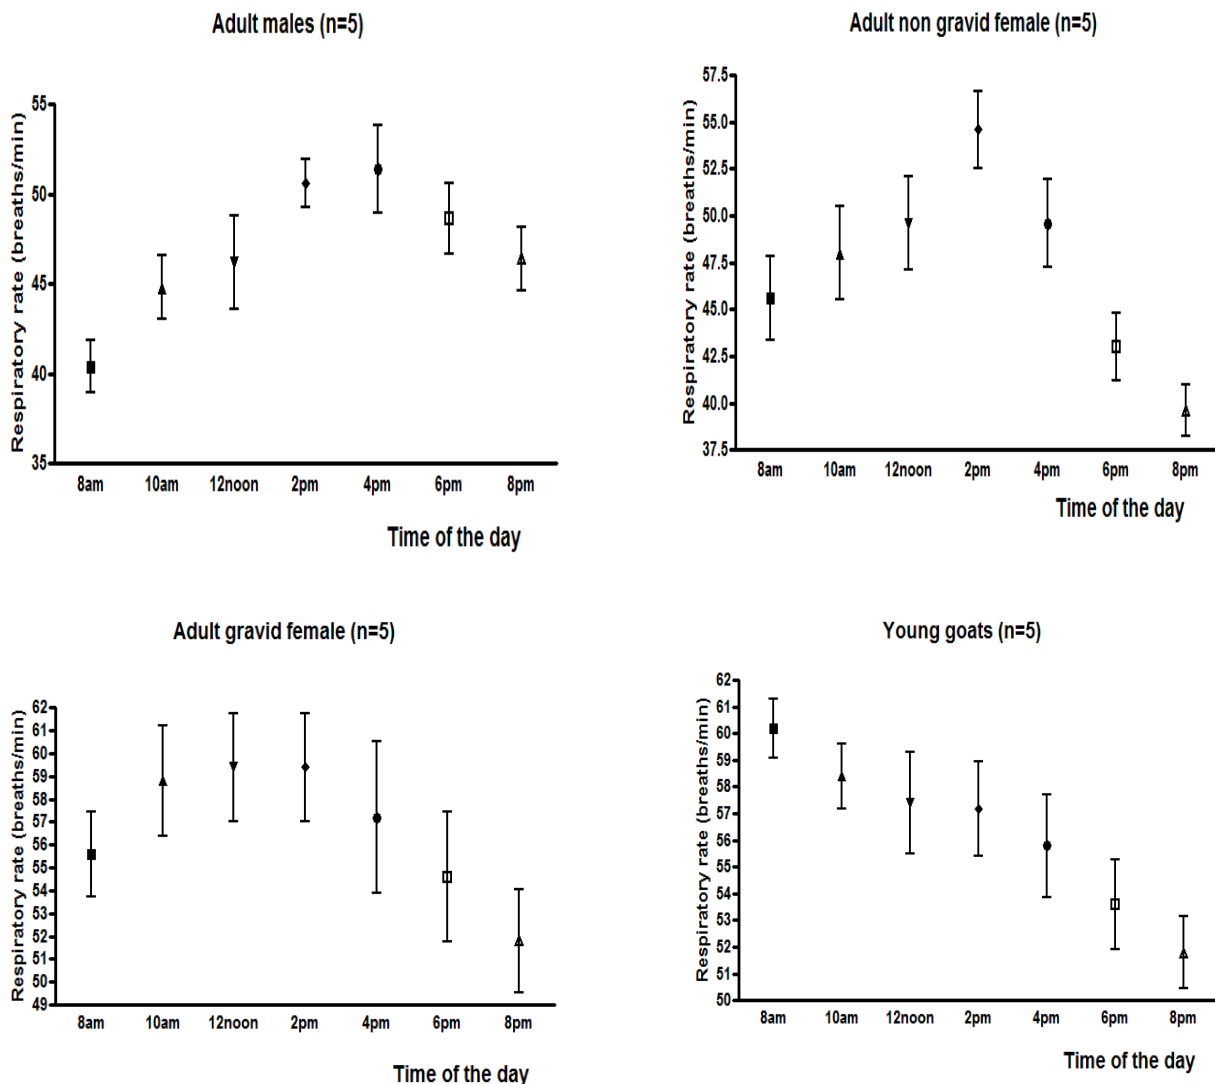 Adult males (n=5)
Respiratory rate (breaths/min)
55
50
45
40
35
8am 10am 12noon 2pm 4pm 6pm 8pm
Time of the day
Adult non gravid female (n=5)
Respiratory rate (breaths/min)
57.5
55.0
52.5
50.0
47.5
45.0
42.5
40.0
37.5
8am 10am 12noon 2pm 4pm 6pm 8pm
Time of the day
Adult gravid female (n=5)
Respiratory rate (breaths/min)
62
61
60
59
58
57
56
55
54
53
52
51
50
49
8am 10am 12noon 2pm 4pm 6pm 8pm
Time of the day
Young goats (n=5)
Respiratory rate (breaths/min)
62
61
60
59
58
57
56
55
54
53
52
51
50
8am 10am 12noon 2pm 4pm 6pm 8pm
Time of the day